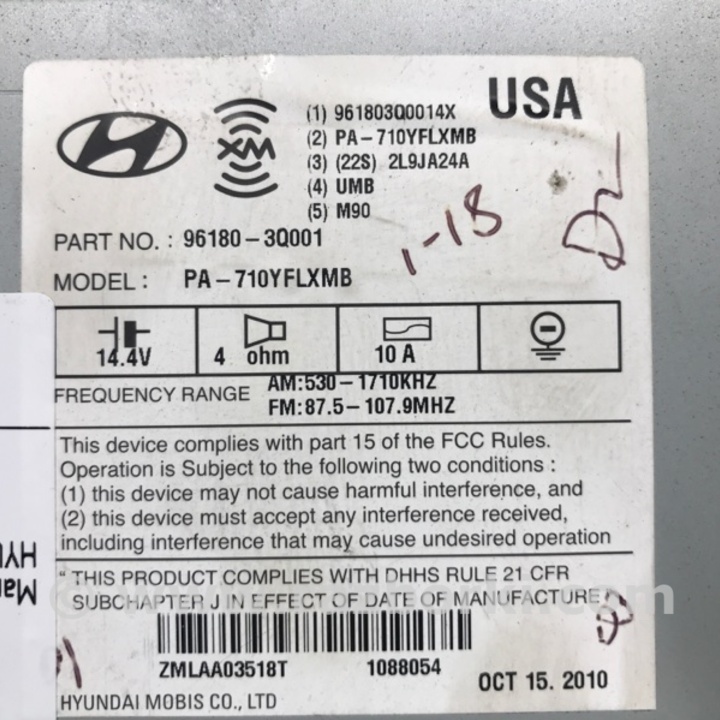 USA
XM
(1) 961803Q0014X
(2) PA-710YFLXMB
(3) (22S) 2L9JA24A
(4) UMB
(5) M90
1-18
PART NO. : 96180-3Q001
MODEL : PA-710YFLXMB
14.4V 4 ohm 10 A
FREQUENCY RANGE AM:530-1710KHZ
FM:87.5-107.9MHZ
This device complies with part 15 of the FCC Rules.
Operation is Subject to the following two conditions :
(1) this device may not cause harmful interference, and
(2) this device must accept any interference received,
including interference that may cause undesired operation
" THIS PRODUCT COMPLIES WITH DHHS RULE 21 CFR
SUBCHAPTER J IN EFFECT OF DATE OF MANUFACTURE
ZMLAA03518T 1088054 OCT 15. 2010
HYUNDAI MOBIS CO., LTD